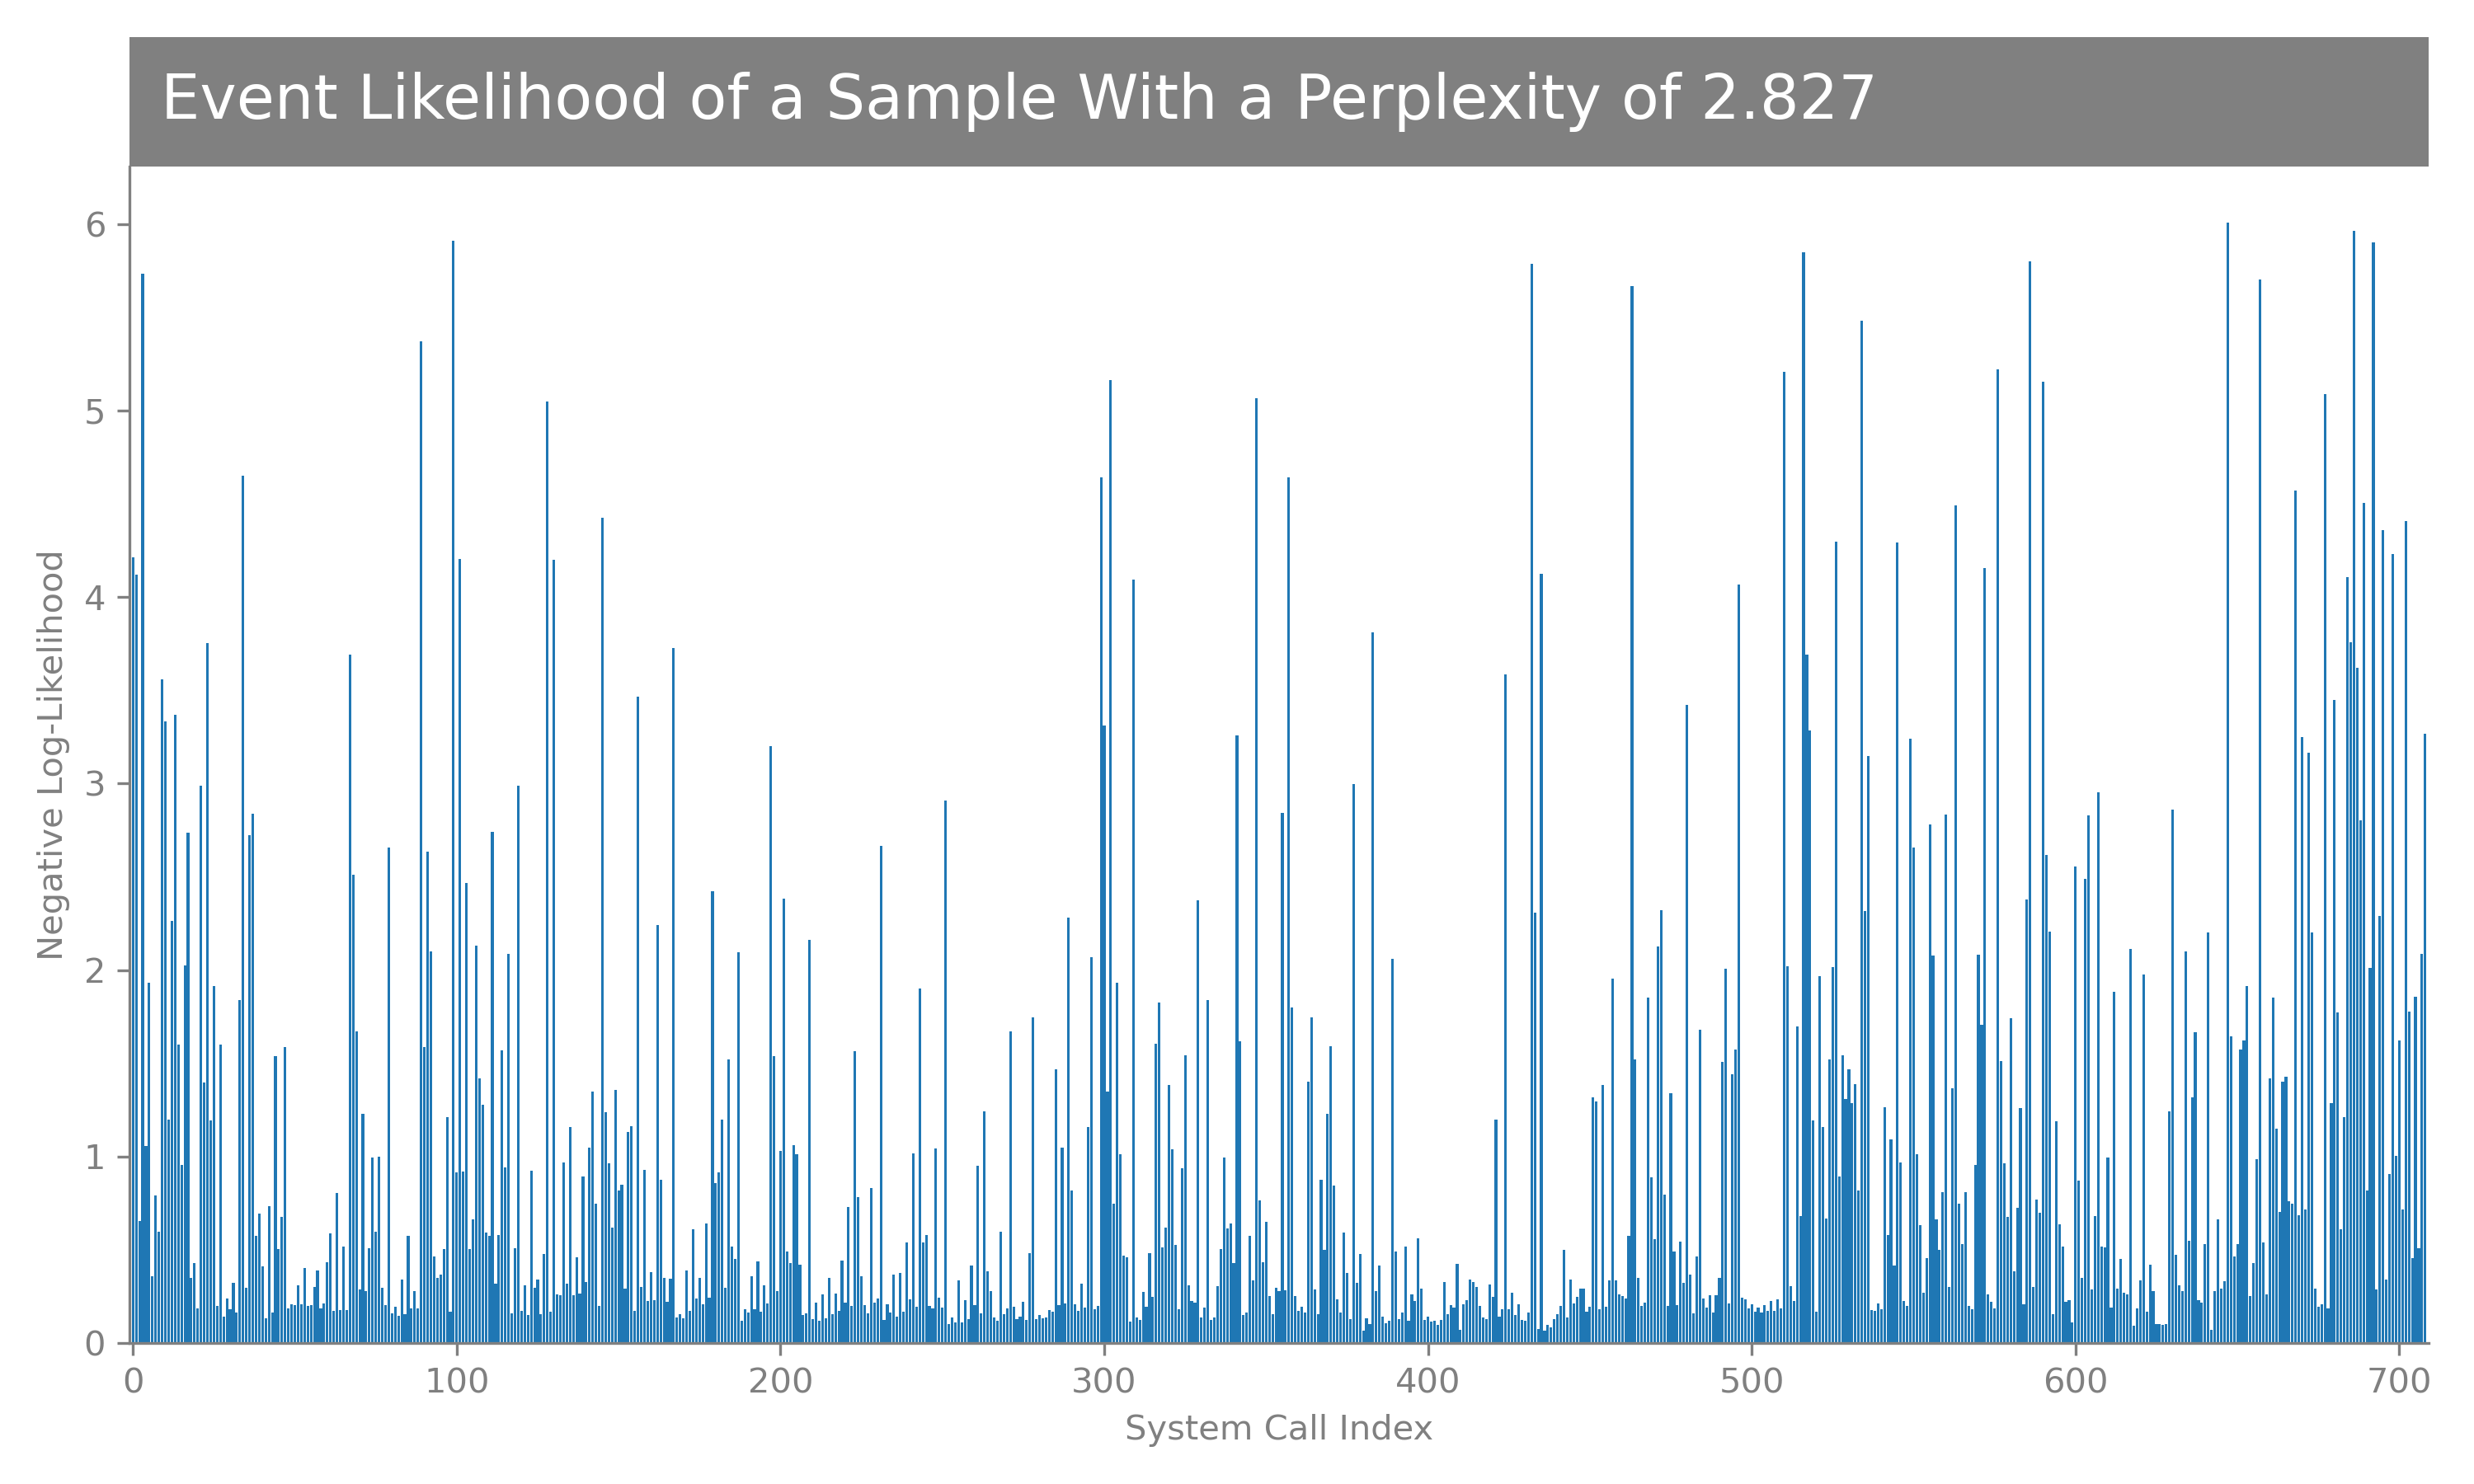 Event Likelihood of a Sample With a Perplexity of 2.827
6
5
4
3
2
1
0
Negative Log-Likelihood
0 100 200 300 400 500 600 700
System Call Index